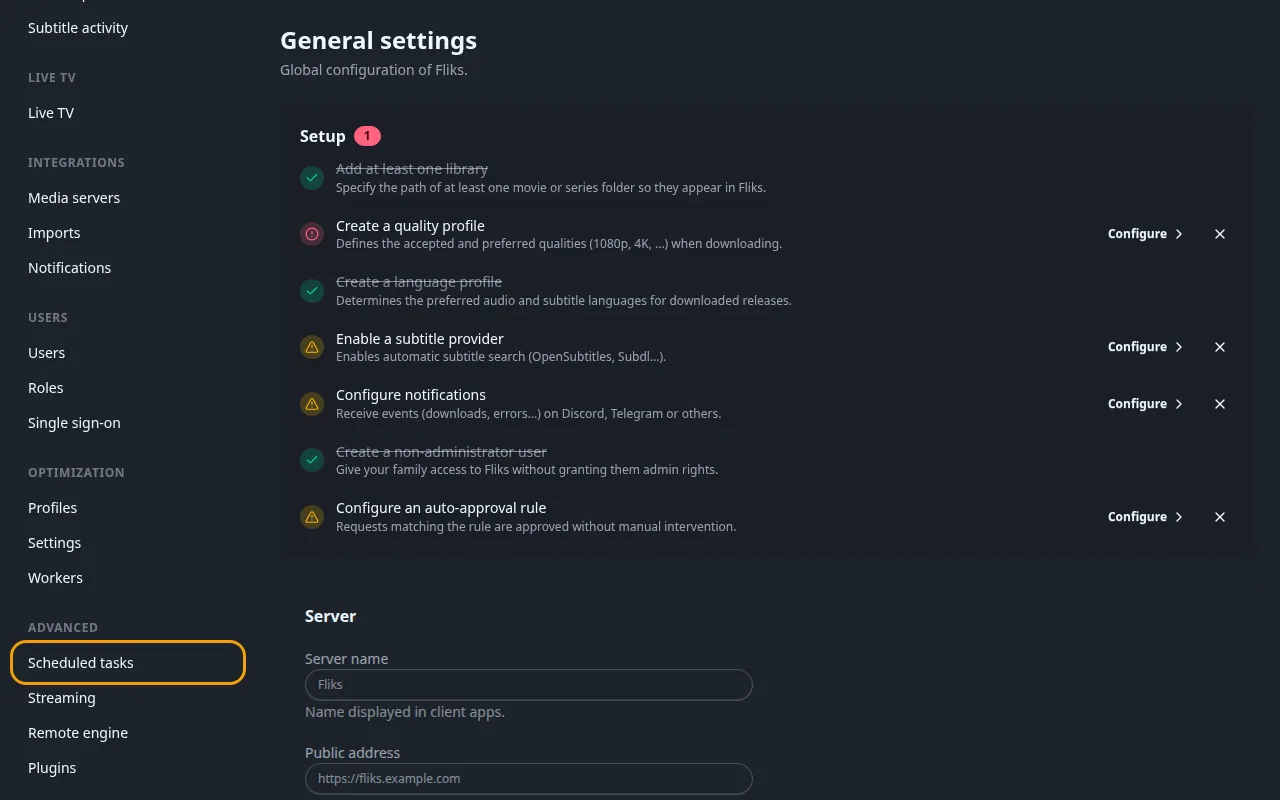 Subtitle activity
LIVE TV
Live TV
INTEGRATIONS
Media servers
Imports
Notifications
USERS
Users
Roles
Single sign-on
OPTIMIZATION
Profiles
Settings
Workers
ADVANCED
Scheduled tasks
Streaming
Remote engine
Plugins
General settings
Global configuration of Fliks.
Setup 1
Add at least one library
Specify the path of at least one movie or series folder so they appear in Fliks.
Create a quality profile
Defines the accepted and preferred qualities (1080p, 4K, ...) when downloading.
Configure
Create a language profile
Determines the preferred audio and subtitle languages for downloaded releases.
Enable a subtitle provider
Enables automatic subtitle search (OpenSubtitles, Subdl...).
Configure
Configure notifications
Receive events (downloads, errors...) on Discord, Telegram or others.
Configure
Create a non-administrator user
Give your family access to Fliks without granting them admin rights.
Configure an auto-approval rule
Requests matching the rule are approved without manual intervention.
Configure
Server
Server name
Fliks
Name displayed in client apps.
Public address
https://fliks.example.com